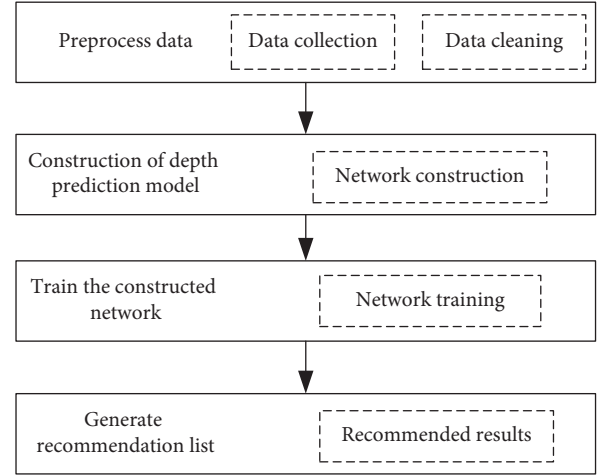 Preprocess data
Data collection
Data cleaning
Construction of depth
prediction model
Network construction
Train the constructed
network
Network training
Generate
recommendation list
Recommended results